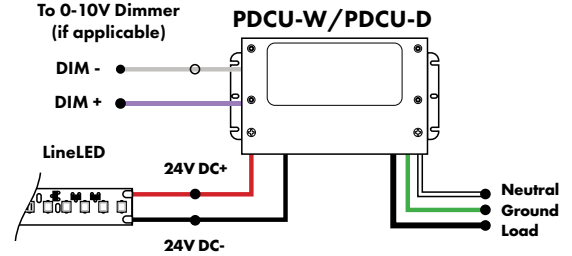 To 0-10V Dimmer
(if applicable)
PDCU-W/PDCU-D
DIM -
DIM +
LineLED
24V DC+
24V DC-
Neutral
Ground
Load